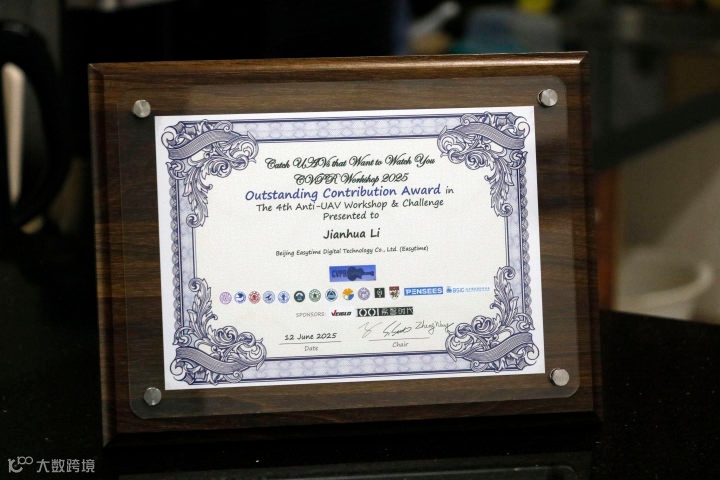 Catch UAVs that Want to Watch You
CVPR Workshop 2025
Outstanding Contribution Award in
The 4th Anti-UAV Workshop & Challenge
Presented to
Jianhua Li
Beijing Easytime Digital Technology Co., Ltd. (Easytime)
CVPR
PENSEES
BGIC
SPONSORS:
12 June 2025
Date
Chair
大数跨境